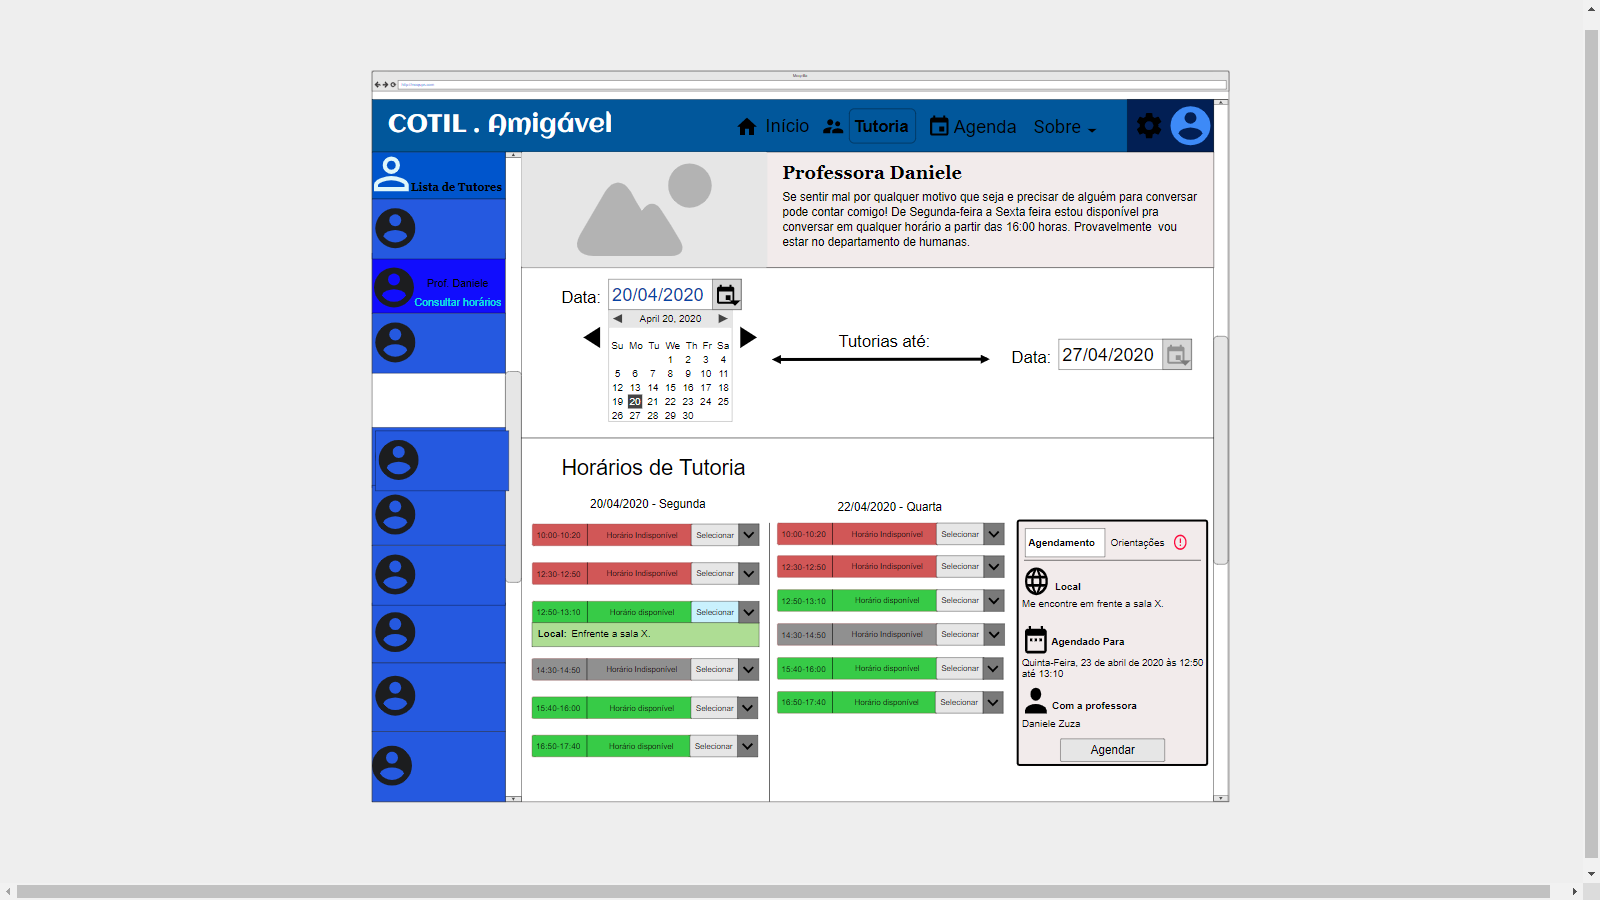 COTIL . Amigável
Início
Tutoria
Agenda
Sobre
Lista de Tutores
Prof. Daniele
Consultar horários
Professora Daniele
Se sentir mal por qualquer motivo que seja e precisar de alguém para conversar
pode contar comigo! De Segunda-feira a Sexta feira estou disponível pra
conversar em qualquer horário a partir das 16:00 horas. Provavelmente vou
estar no departamento de humanas.
Data: 20/04/2020
April 20, 2020
Su Mo Tu We Th Fr Sa
1 2 3 4
5 6 7 8 9 10 11
12 13 14 15 16 17 18
19 20 21 22 23 24 25
26 27 28 29 30
Tutorias até:
Data: 27/04/2020
Horários de Tutoria
20/04/2020 - Segunda
10:00-10:20 Horário Indisponível Selecionar
12:30-12:50 Horário Indisponível Selecionar
12:50-13:10 Horário disponível Selecionar
Local: Enfrente a sala X.
14:30-14:50 Horário Indisponível Selecionar
15:40-16:00 Horário disponível Selecionar
16:50-17:40 Horário disponível Selecionar
22/04/2020 - Quarta
10:00-10:20 Horário Indisponível Selecionar
12:30-12:50 Horário Indisponível Selecionar
12:50-13:10 Horário disponível Selecionar
14:30-14:50 Horário Indisponível Selecionar
15:40-16:00 Horário disponível Selecionar
16:50-17:40 Horário disponível Selecionar
Agendamento Orientações
Local
Me encontre em frente a sala X.
Agendado Para
Quinta-Feira, 23 de abril de 2020 às 12:50
até 13:10
Com a professora
Daniele Zuza
Agendar